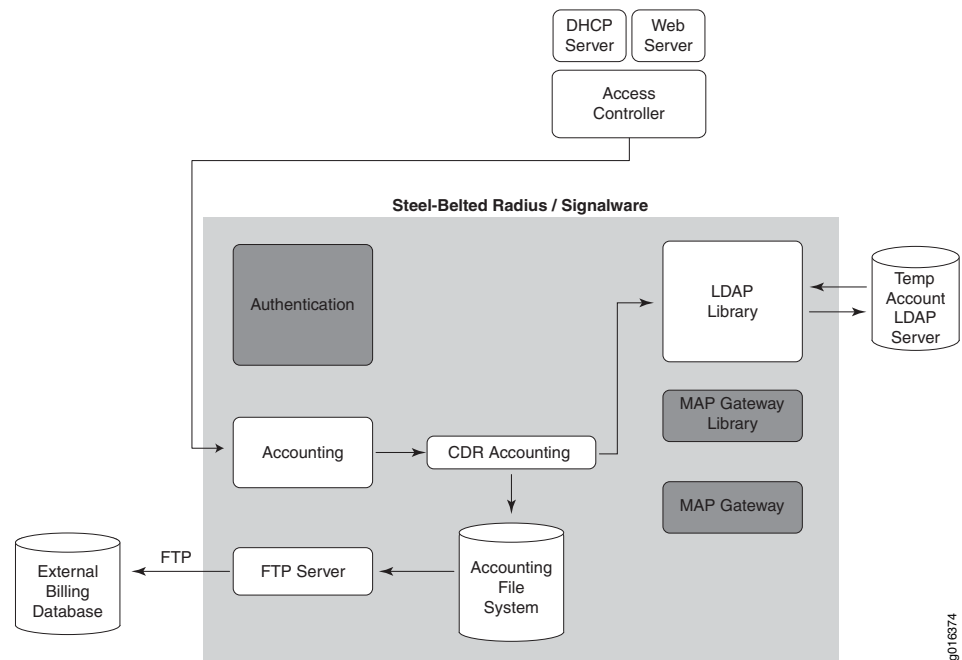 DHCP
Server
Web
Server
Access
Controller
Steel-Belted Radius / Signalware
Authentication
LDAP
Library
Temp
Account
LDAP
Server
MAP Gateway
Library
Accounting
CDR Accounting
MAP Gateway
External
Billing
Database
FTP
FTP Server
Accounting
File
System
g016374